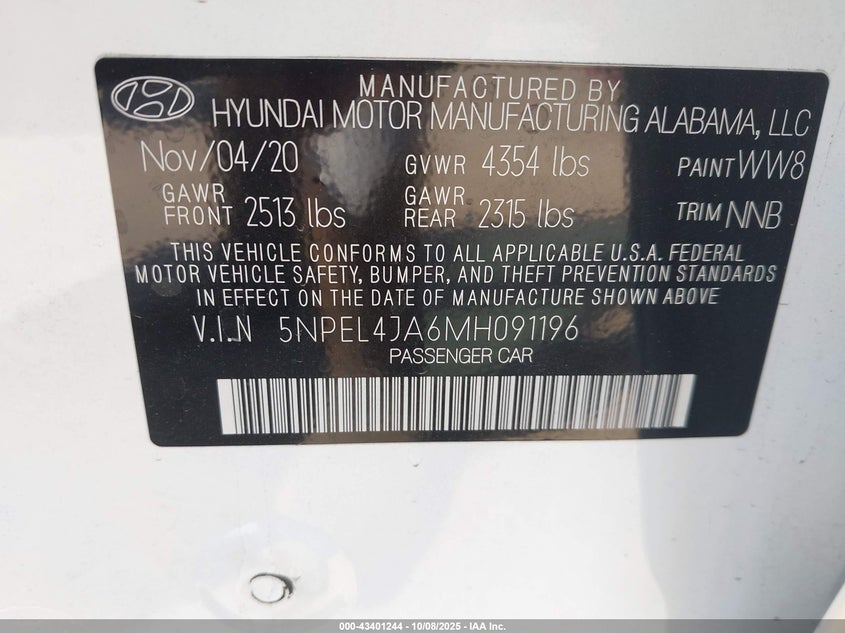 MANUFACTURED BY
HYUNDAI MOTOR MANUFACTURING ALABAMA, LLC
Nov/04/20 GVWR 4354 lbs PAINT WW8
GAWR FRONT 2513 lbs GAWR REAR 2315 lbs TRIM NNB
THIS VEHICLE CONFORMS TO ALL APPLICABLE U.S.A. FEDERAL
MOTOR VEHICLE SAFETY, BUMPER, AND THEFT PREVENTION STANDARDS
IN EFFECT ON THE DATE OF MANUFACTURE SHOWN ABOVE
V.I.N 5NPEL4JA6MH091196
PASSENGER CAR
000-43401244 | 10/08/2025 - IAA Inc.